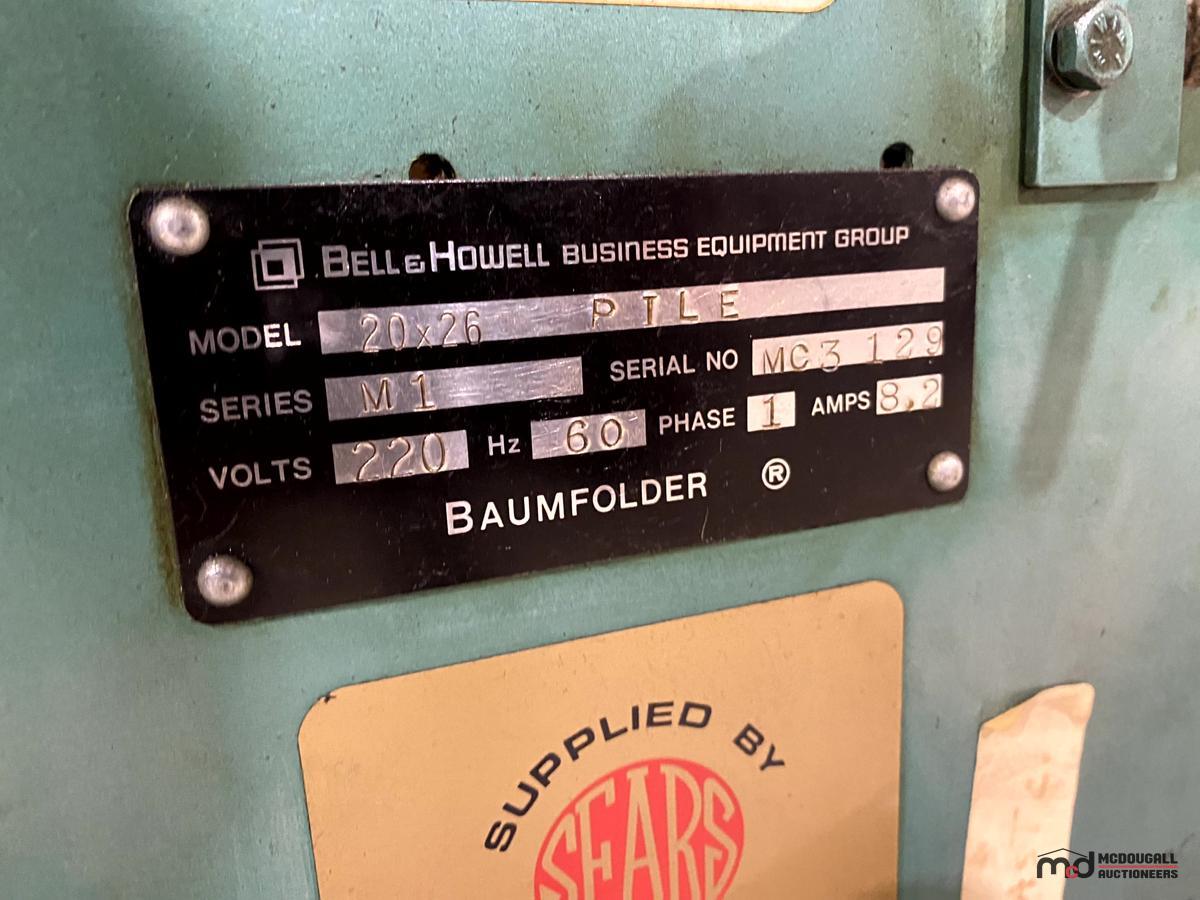 BELL & HOWELL BUSINESS EQUIPMENT GROUP
MODEL 20x26 PILE
SERIES M1 SERIAL NO MC3 129
VOLTS 220 Hz 60 PHASE 1 AMPS 8.2
BAUMFOLDER ®
SUPPLIED BY
SEARS
mcd MCDOUGALL
AUCTIONEERS